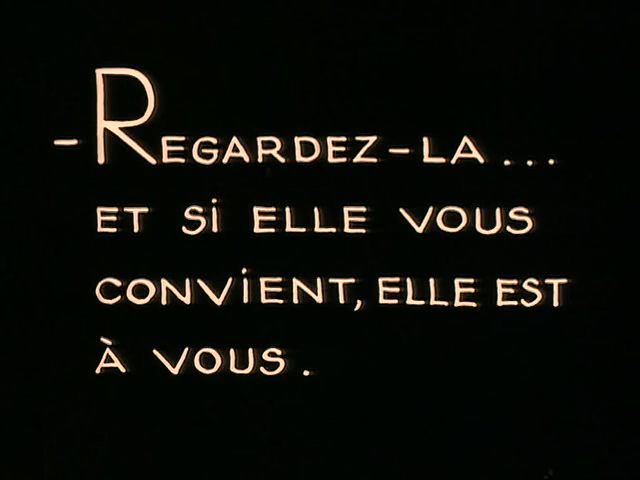 - REGARDEZ-LA...
ET Si ELLE VOUS
CONViENT, ELLE EST
À VOUS.